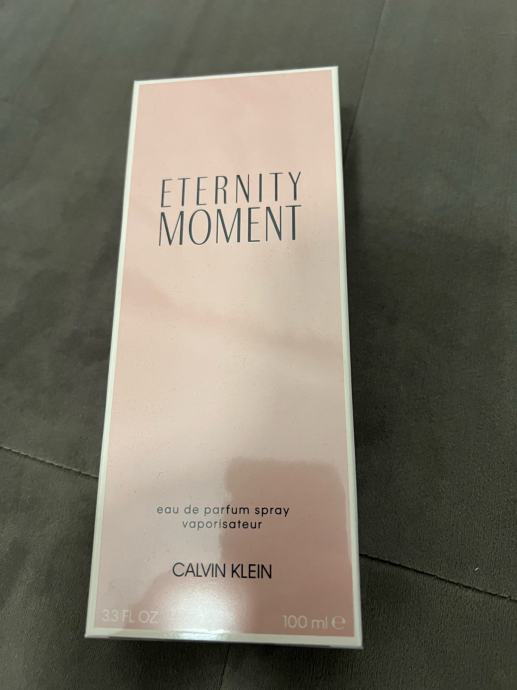 ETERNITY
MOMENT
eau de parfum spray
vaporisateur
CALVIN KLEIN
3.3 FL OZ
100 ml ℮